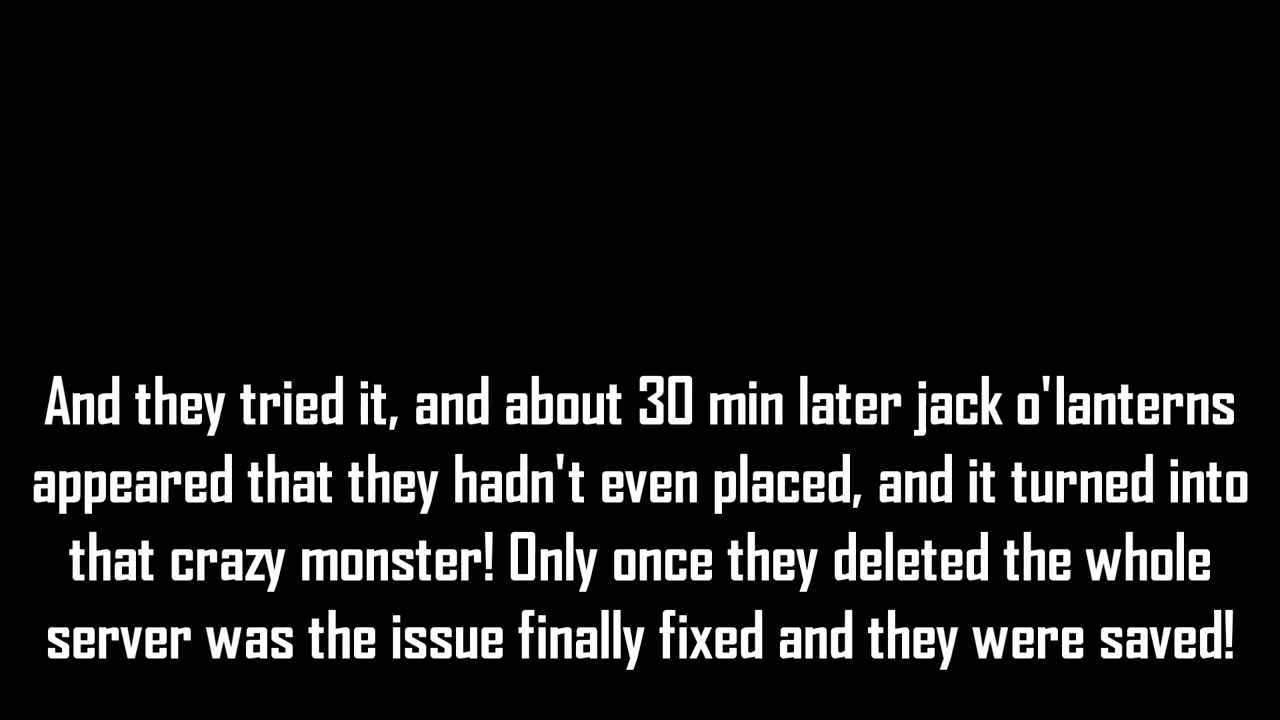 And they tried it, and about 30 min later jack o'lanterns
appeared that they hadn't even placed, and it turned into
that crazy monster! Only once they deleted the whole
server was the issue finally fixed and they were saved!